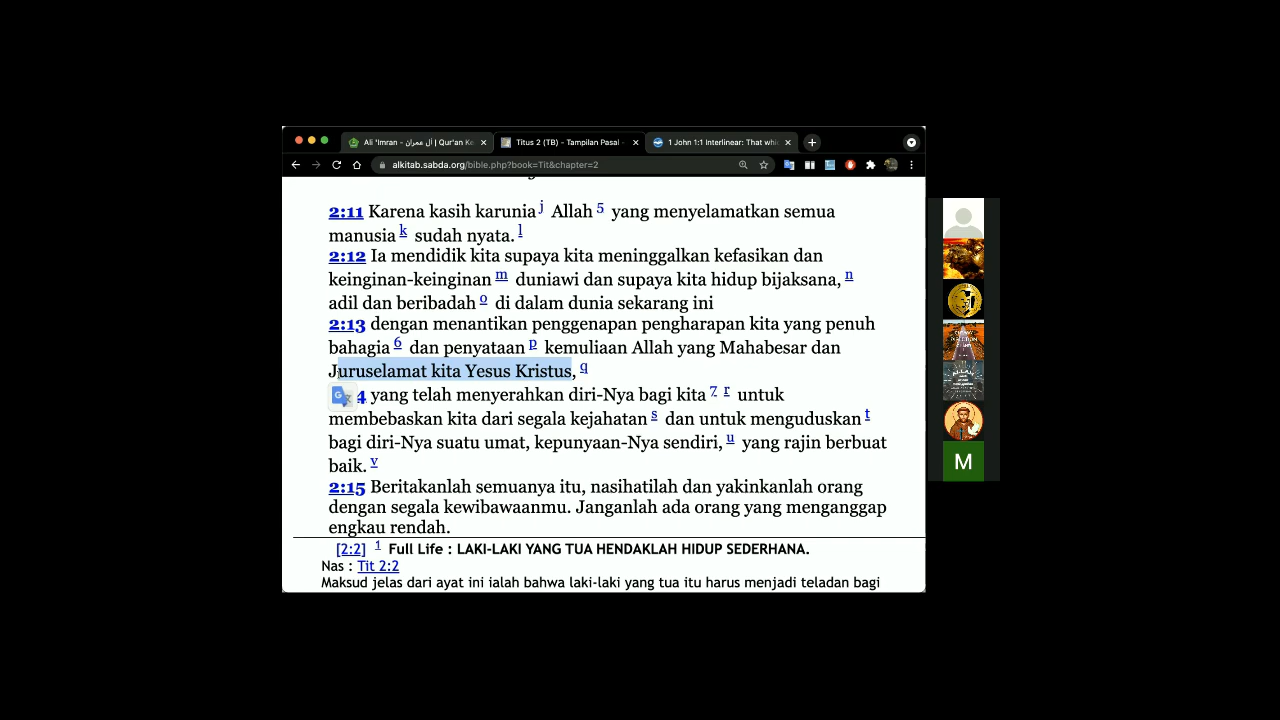 Ali 'Imran - آل عمران | Qur'an Ke
Titus 2 (TB) - Tampilan Pasal -
1 John 1:1 Interlinear: That whi
alkitab.sabda.org/bible.php?book=Tit&chapter=2
2:11 Karena kasih karunia j Allah 5 yang menyelamatkan semua
manusia k sudah nyata. l
2:12 Ia mendidik kita supaya kita meninggalkan kefasikan dan
keinginan-keinginan m duniawi dan supaya kita hidup bijaksana, n
adil dan beribadah o di dalam dunia sekarang ini
2:13 dengan menantikan penggenapan pengharapan kita yang penuh
bahagia 6 dan penyataan p kemuliaan Allah yang Mahabesar dan
Juruselamat kita Yesus Kristus, q
4 yang telah menyerahkan diri-Nya bagi kita 7 r untuk
membebaskan kita dari segala kejahatan s dan untuk menguduskan t
bagi diri-Nya suatu umat, kepunyaan-Nya sendiri, u yang rajin berbuat
baik. v
2:15 Beritakanlah semuanya itu, nasihatilah dan yakinkanlah orang
dengan segala kewibawaanmu. Janganlah ada orang yang menganggap
engkau rendah.
[2:2] 1 Full Life : LAKI-LAKI YANG TUA HENDAKLAH HIDUP SEDERHANA.
Nas : Tit 2:2
Maksud jelas dari ayat ini ialah bahwa laki-laki yang tua itu harus menjadi teladan bagi
M